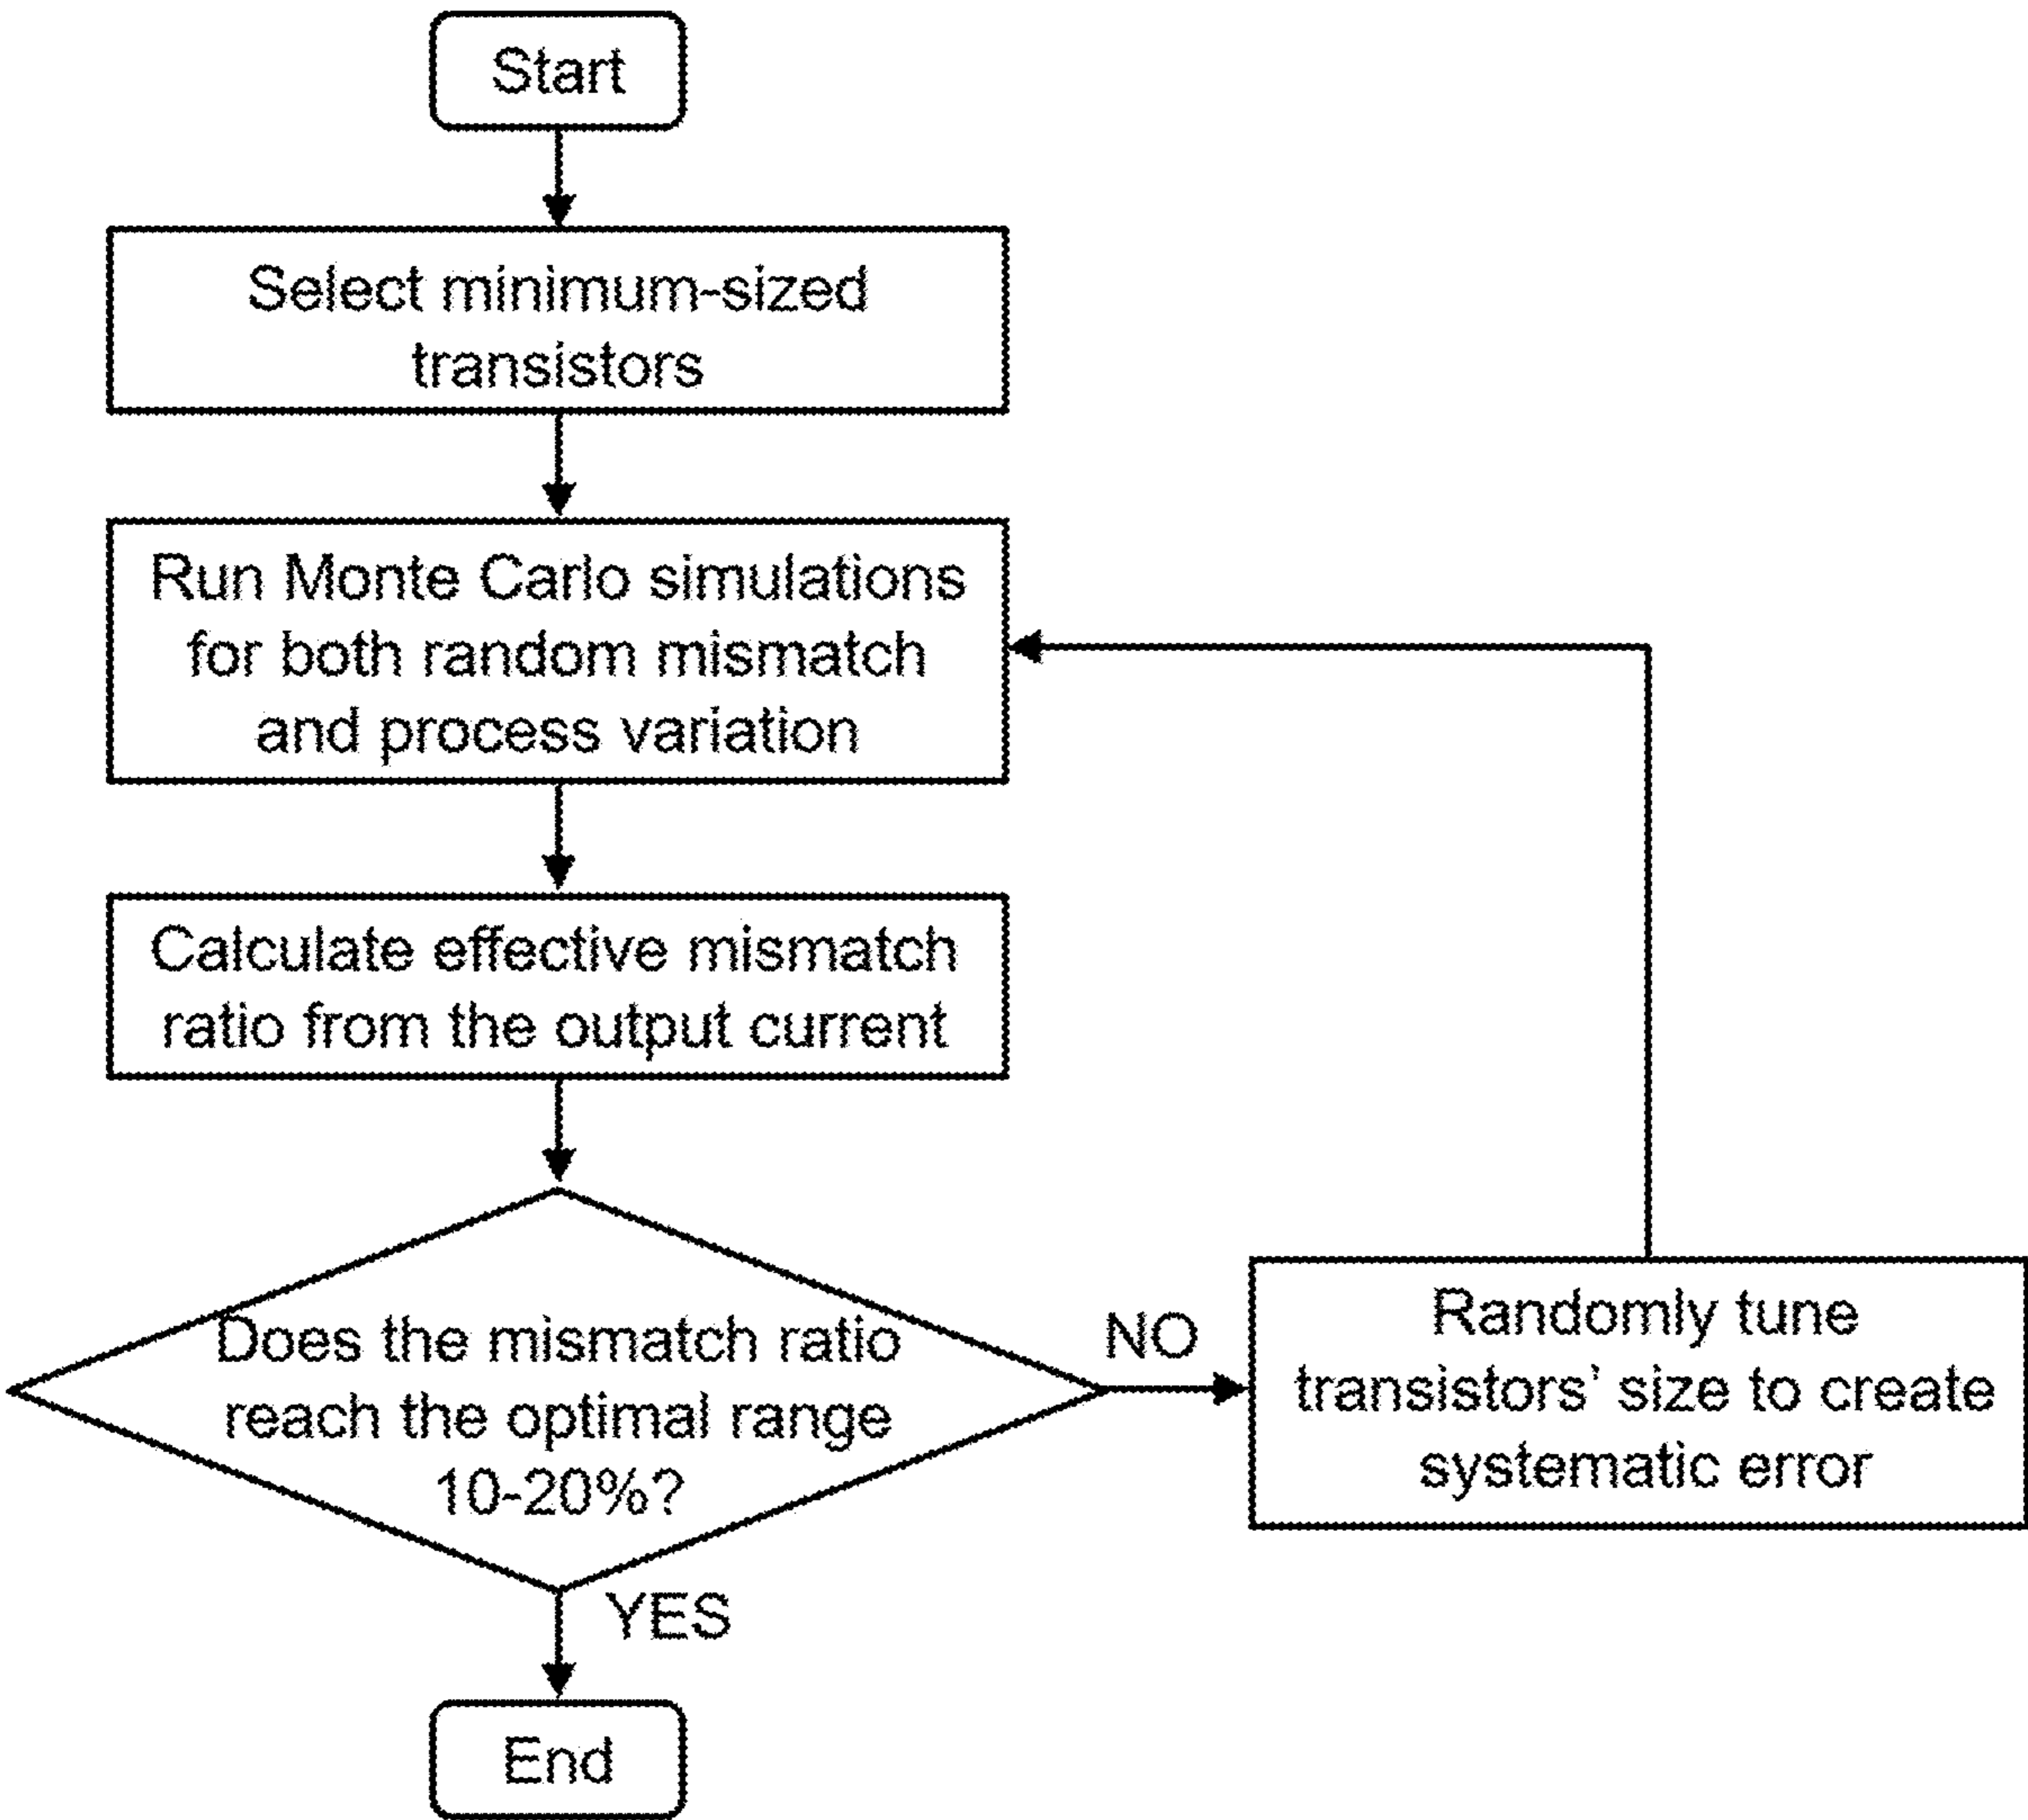 Start
Select minimum-sized
transistors
Run Monte Carlo simulations
for both random mismatch
and process variation
Calculate effective mismatch
ratio from the output current
Does the mismatch ratio
reach the optimal range
10-20%?
NO
Randomly tune
transistors’ size to create
systematic error
YES
End